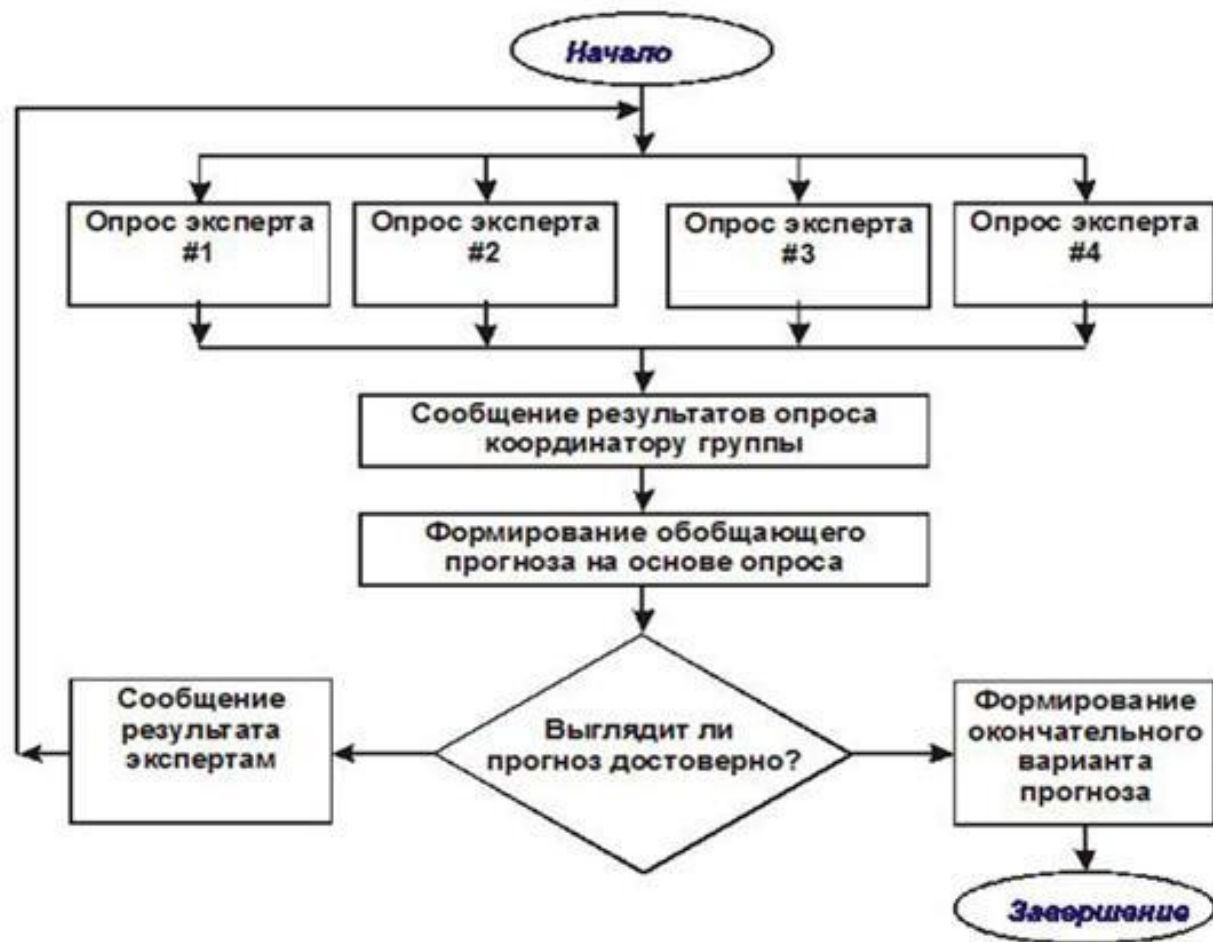 Начало
Опрос эксперта
#1
Опрос эксперта
#2
Опрос эксперта
#3
Опрос эксперта
#4
Сообщение результатов опроса
координатору группы
Формирование обобщающего
прогноза на основе опроса
Выглядит ли
прогноз достоверно?
Сообщение
результата
экспертам
Формирование
окончательного
варианта
прогноза
Завершение